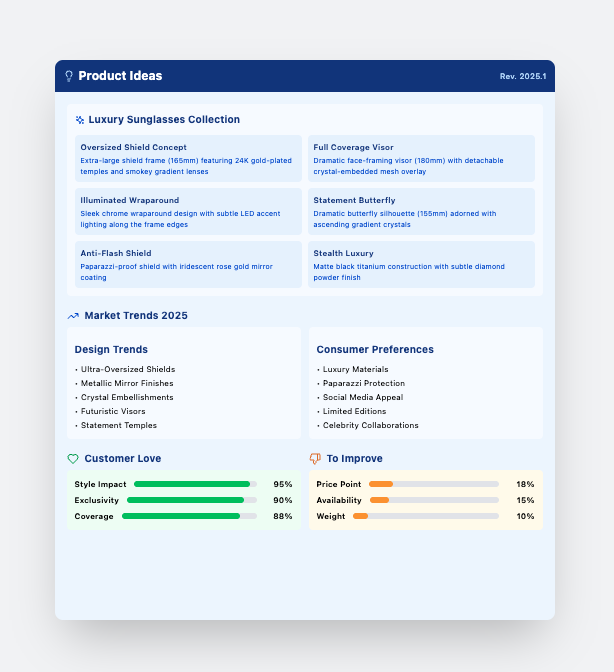 Product Ideas
Rev. 2025.1
Luxury Sunglasses Collection
Oversized Shield Concept
Extra-large shield frame (165mm) featuring 24K gold-plated
temples and smokey gradient lenses
Full Coverage Visor
Dramatic face-framing visor (180mm) with detachable
crystal-embedded mesh overlay
Illuminated Wraparound
Sleek chrome wraparound design with subtle LED accent
lighting along the frame edges
Statement Butterfly
Dramatic butterfly silhouette (155mm) adorned with
ascending gradient crystals
Anti-Flash Shield
Paparazzi-proof shield with iridescent rose gold mirror
coating
Stealth Luxury
Matte black titanium construction with subtle diamond
powder finish
Market Trends 2025
Design Trends
• Ultra-Oversized Shields
• Metallic Mirror Finishes
• Crystal Embellishments
• Futuristic Visors
• Statement Temples
Consumer Preferences
• Luxury Materials
• Paparazzi Protection
• Social Media Appeal
• Limited Editions
• Celebrity Collaborations
Customer Love
Style Impact 95%
Exclusivity 90%
Coverage 88%
To Improve
Price Point 18%
Availability 15%
Weight 10%